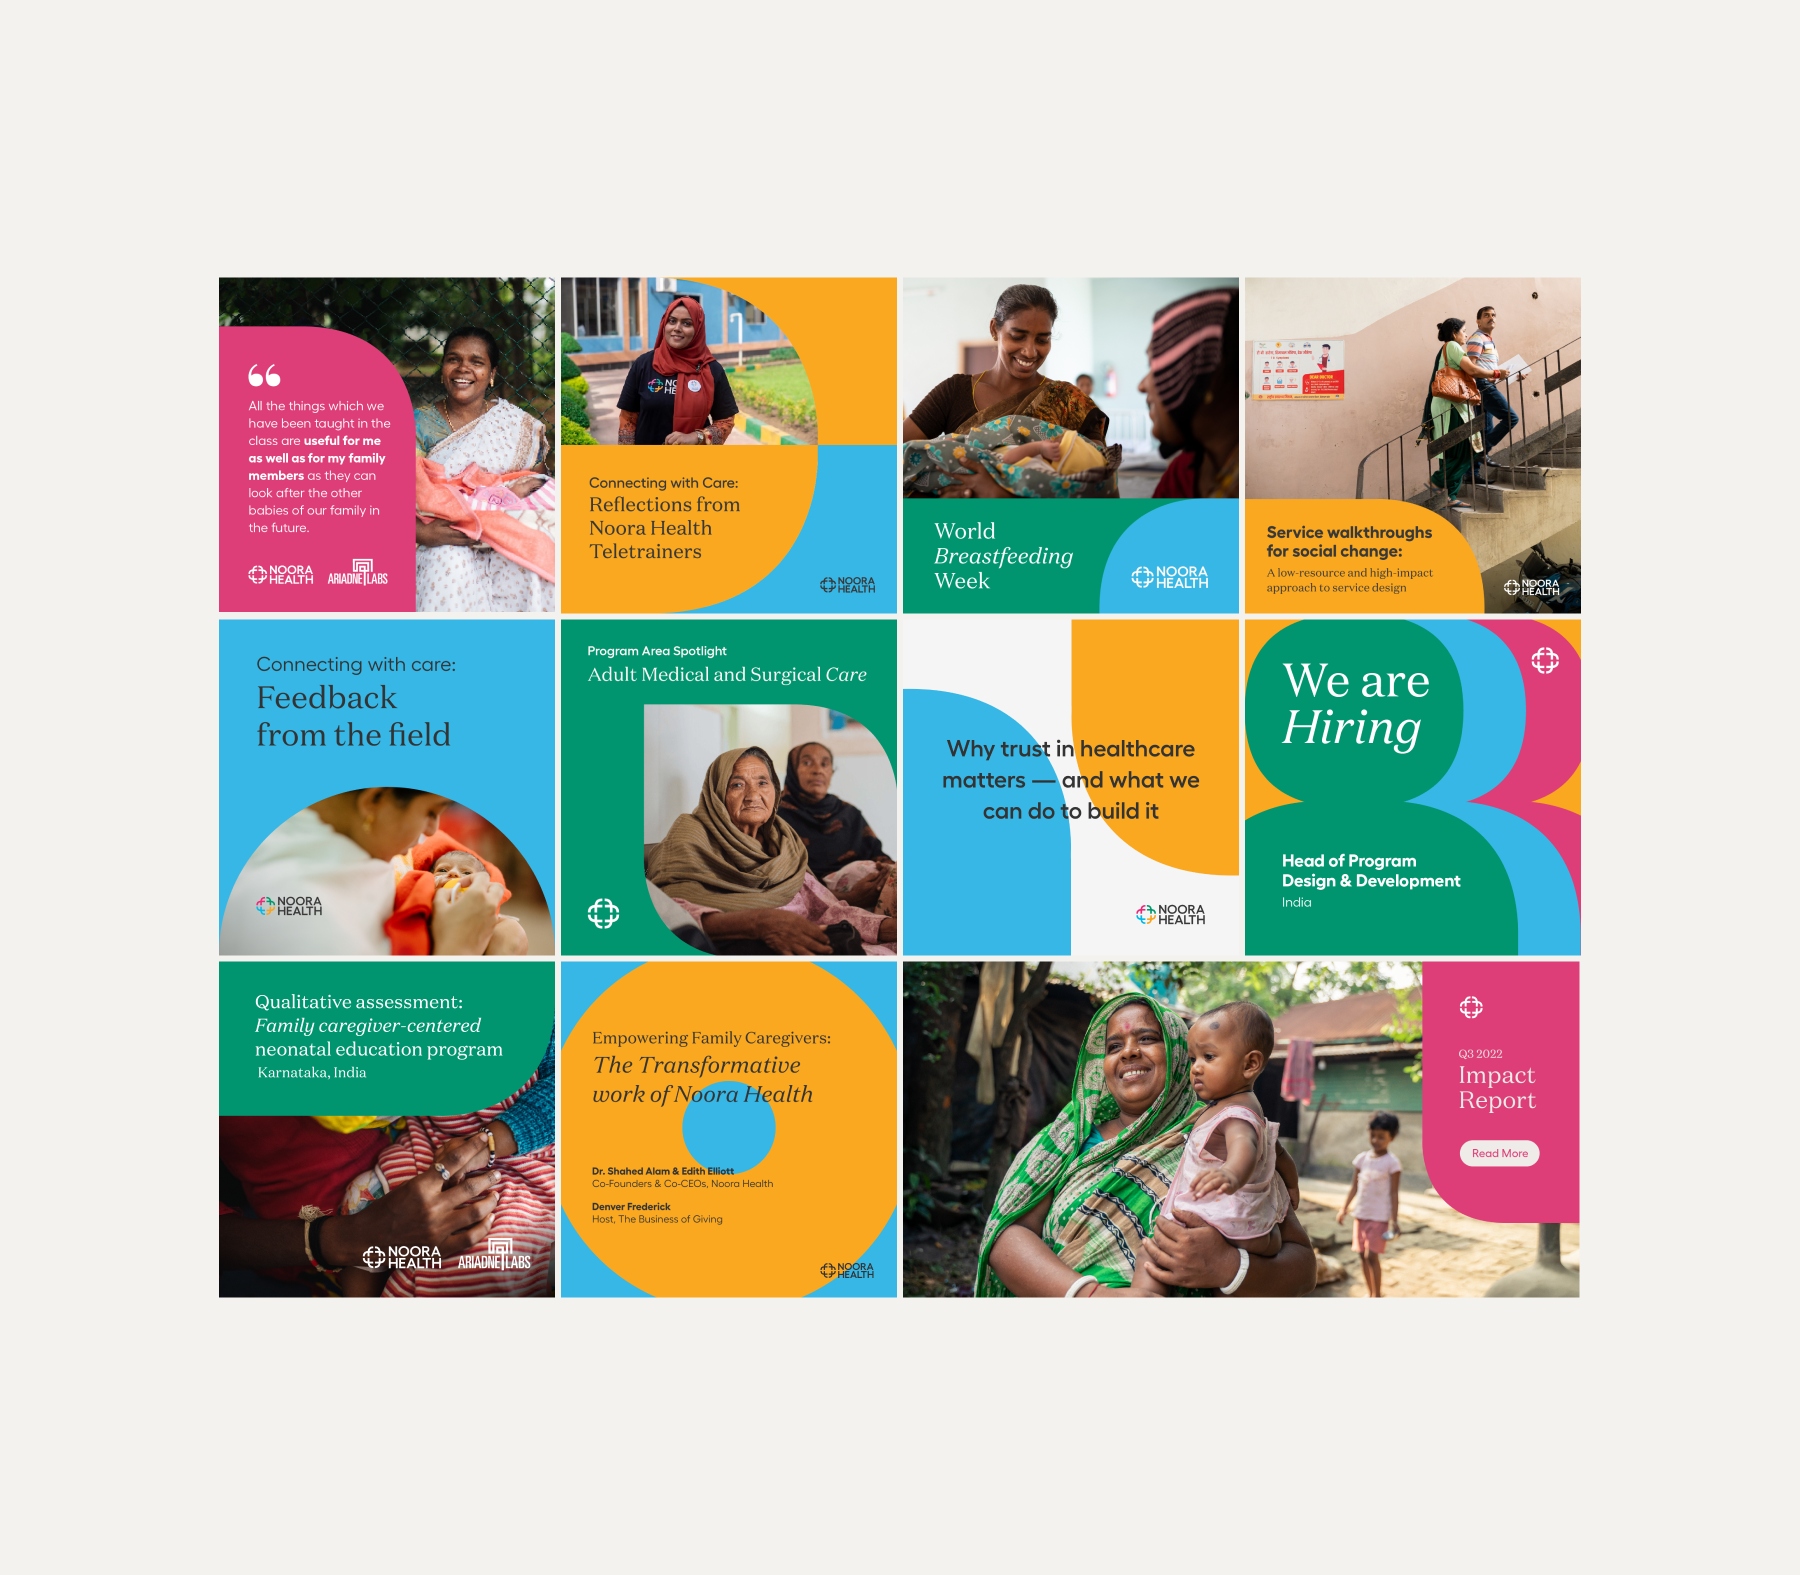 All the things which we
have been taught in the
class are useful for me
as well as for my family
members as they can
look after the other
babies of our family in
the future.
NOORA
HEALTH
ARIADNE LABS
Connecting with Care:
Reflections from
Noora Health
Teletrainers
NOORA
HEALTH
World
Breastfeeding
Week
NOORA
HEALTH
Service walkthroughs
for social change:
A low-resource and high-impact
approach to service design
NOORA
HEALTH
Connecting with care:
Feedback
from the field
NOORA
HEALTH
Program Area Spotlight
Adult Medical and Surgical Care
Why trust in healthcare
matters — and what we
can do to build it
NOORA
HEALTH
We are
Hiring
Head of Program
Design & Development
India
Qualitative assessment:
Family caregiver-centered
neonatal education program
Karnataka, India
NOORA
HEALTH
ARIADNE LABS
Empowering Family Caregivers:
The Transformative
work of Noora Health
Dr. Shahed Alam & Edith Elliott
Co-Founders & Co-CEOs, Noora Health
Denver Frederick
Host, The Business of Giving
NOORA
HEALTH
Q3 2022
Impact
Report
Read More